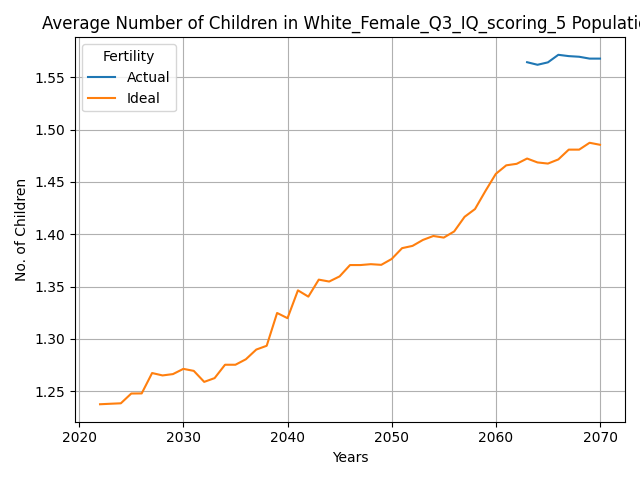 Average Number of Children in White_Female_Q3_IQ_scoring_5 Populatio
Fertility
Actual
Ideal
1.55
1.50
1.45
1.40
1.35
1.30
1.25
No. of Children
2020 2030 2040 2050 2060 2070
Years